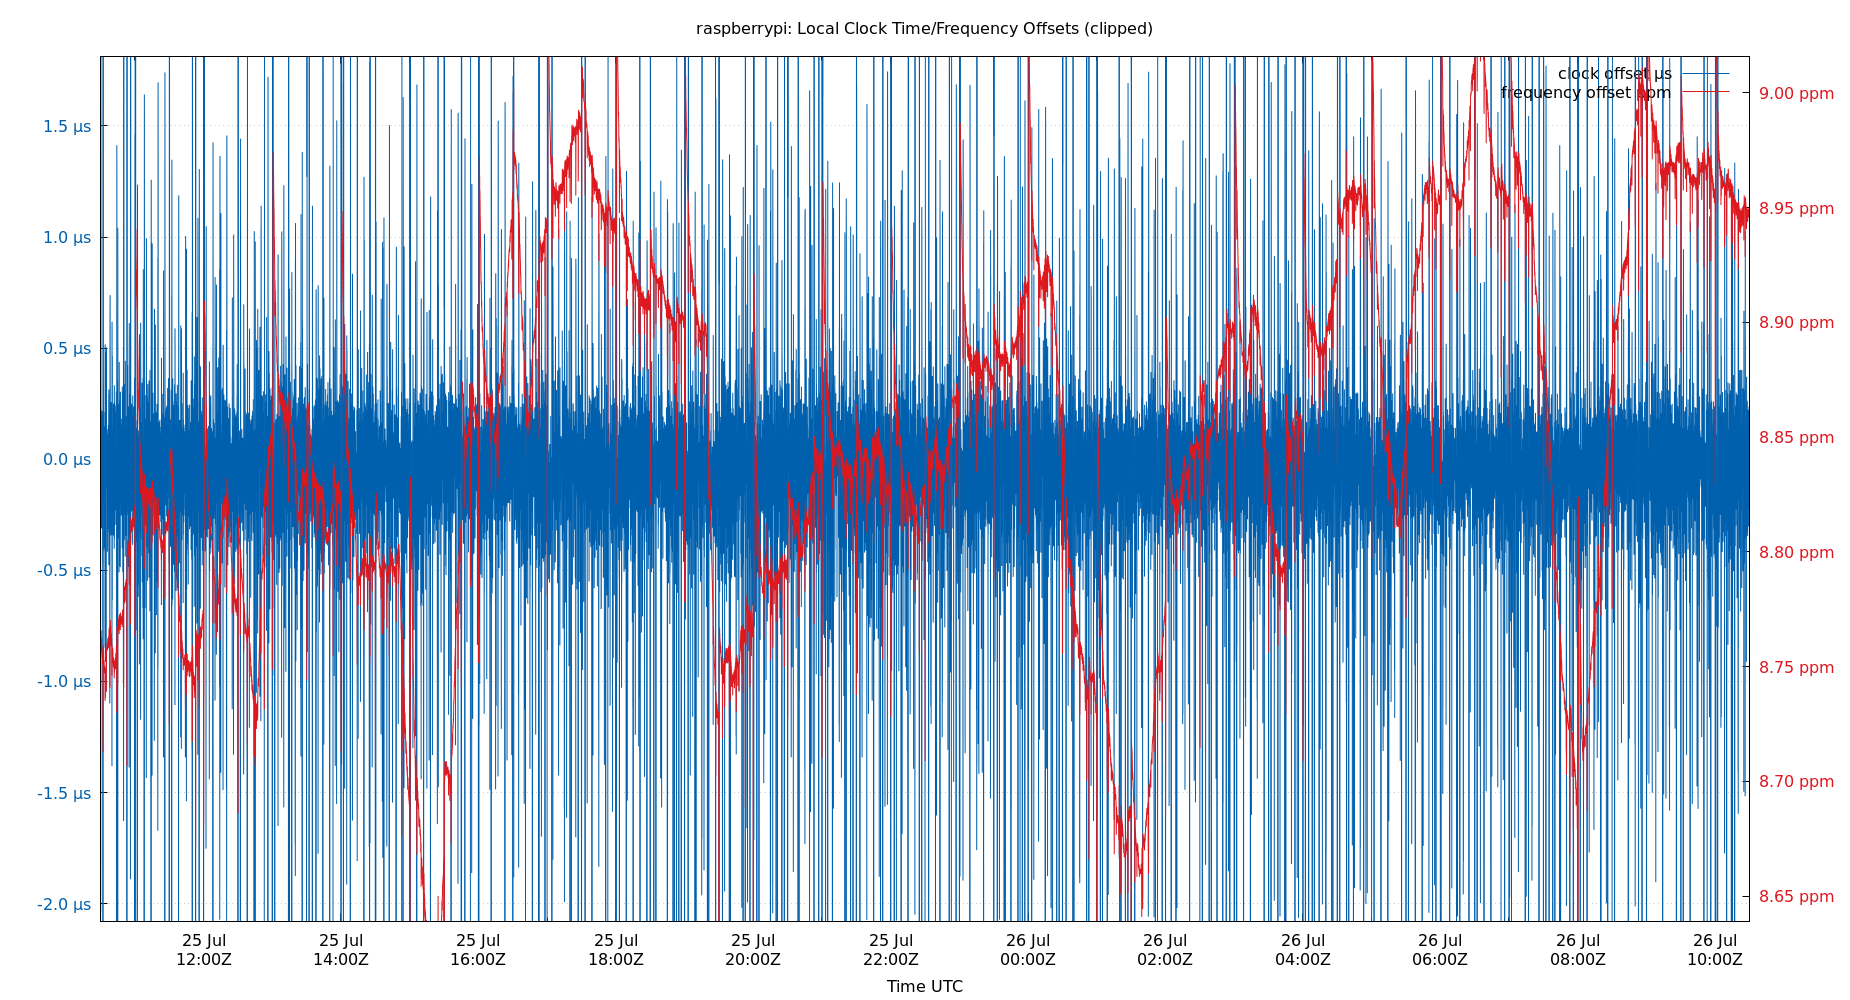 raspberrypi: Local Clock Time/Frequency Offsets (clipped)
clock offset µs
frequency offset ppm
1.5 µs
1.0 µs
0.5 µs
0.0 µs
-0.5 µs
-1.0 µs
-1.5 µs
-2.0 µs
9.00 ppm
8.95 ppm
8.90 ppm
8.85 ppm
8.80 ppm
8.75 ppm
8.70 ppm
8.65 ppm
25 Jul 25 Jul 25 Jul 25 Jul 25 Jul 25 Jul 26 Jul 26 Jul 26 Jul 26 Jul 26 Jul 26 Jul
12:00Z 14:00Z 16:00Z 18:00Z 20:00Z 22:00Z 00:00Z 02:00Z 04:00Z 06:00Z 08:00Z 10:00Z
Time UTC